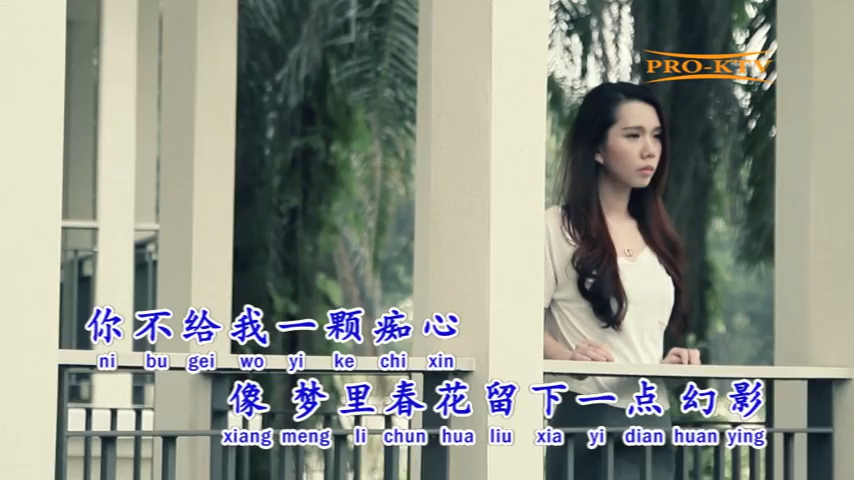 PRO-KTV
你不给我一颗痴心
ni bu gei wo yi ke chi xin
像 梦里春花留下一点幻影
xiang meng li chun hua liu xia yi dian huan ying